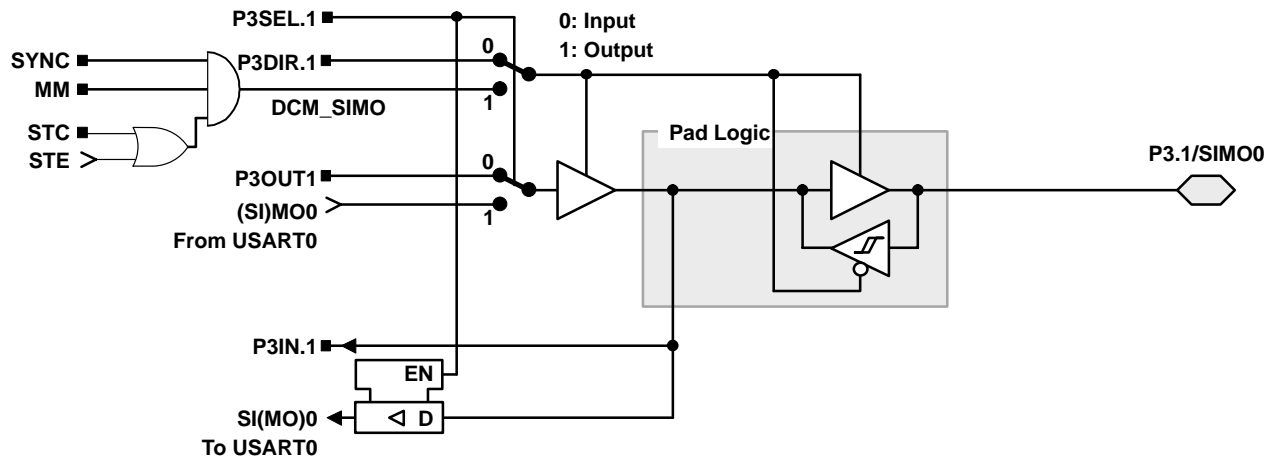 P3SEL.1
0: Input
1: Output
SYNC
P3DIR.1
0
MM
1
DCM_SIMO
STC
STE
Pad Logic
P3.1/SIMO0
P3OUT1
0
(SI)MO0
1
From USART0
P3IN.1
EN
SI(MO)0
D
To USART0